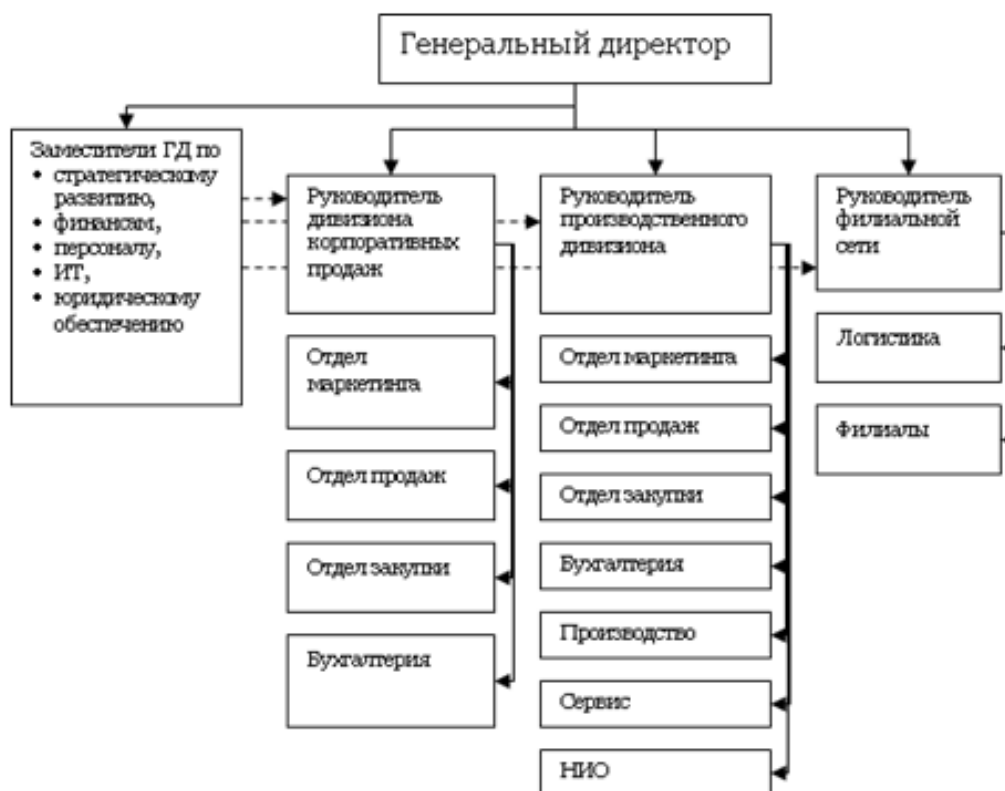 Генеральный директор
Заместители ГД по
• стратегическому
развитию,
• финансам,
• персоналу,
• ИТ,
• юридическому
обеспечению
Руководитель
дивизиона
корпоративных
продаж
Отдел
маркетинга
Отдел продаж
Отдел закупки
Бухгалтерия
Руководитель
производственного
дивизиона
Отдел маркетинга
Отдел продаж
Отдел закупки
Бухгалтерия
Производство
Сервис
НИО
Руководитель
филиальной
сети
Логистика
Филиалы